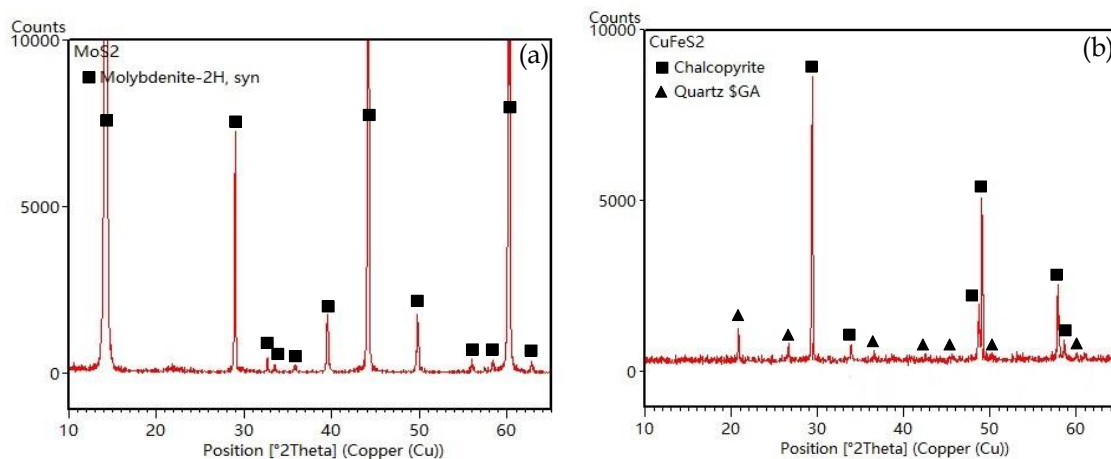 Counts
10000
5000
0
MoS2
■ Molybdenite-2H, syn
(a)
10 20 30 40 50 60
Position [°2Theta] (Copper (Cu))
Counts
10000
5000
0
CuFeS2
■ Chalcopyrite
▲ Quartz $GA
(b)
10 20 30 40 50 60
Position [°2Theta] (Copper (Cu))